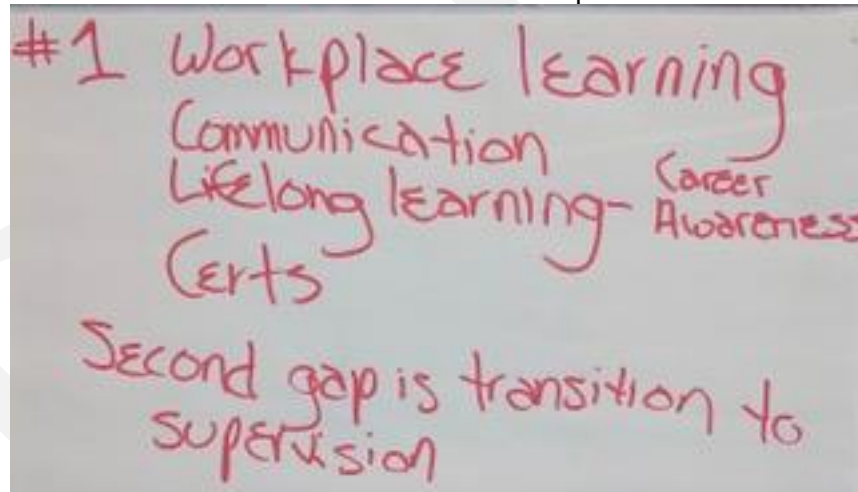 #1 Workplace learning
Communication
Lifelong learning- Career
Awareness
Certs
Second gap is transition to
supervision